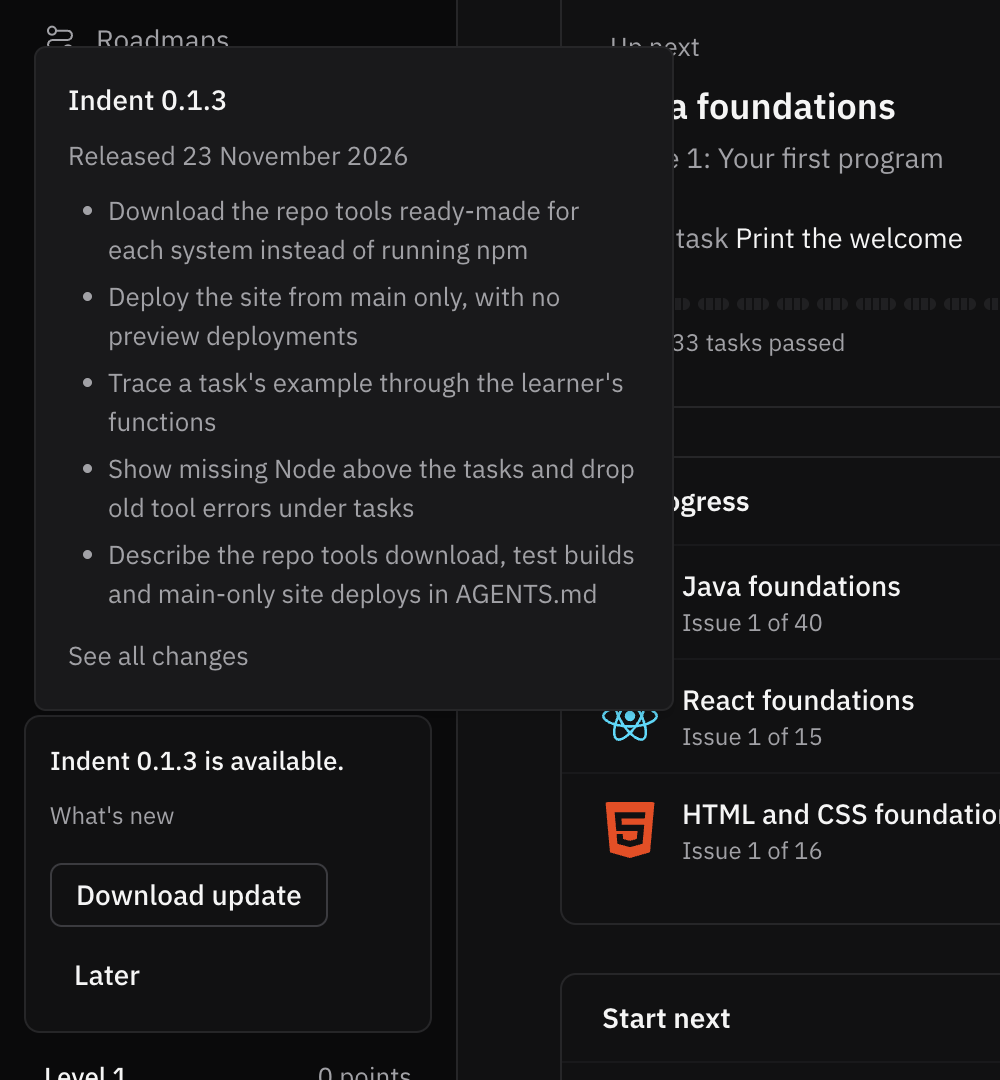 Roadmaps
Indent 0.1.3
Released 23 November 2026
Download the repo tools ready-made for
each system instead of running npm
Deploy the site from main only, with no
preview deployments
Trace a task's example through the learner's
functions
Show missing Node above the tasks and drop
old tool errors under tasks
Describe the repo tools download, test builds
and main-only site deploys in AGENTS.md
See all changes
Indent 0.1.3 is available.
What's new
Download update
Later
Level 1
0 points
Up next
a foundations
1: Your first program
task Print the welcome
33 tasks passed
Java foundations
Issue 1 of 40
React foundations
Issue 1 of 15
HTML and CSS
Issue 1 of 16
Start next